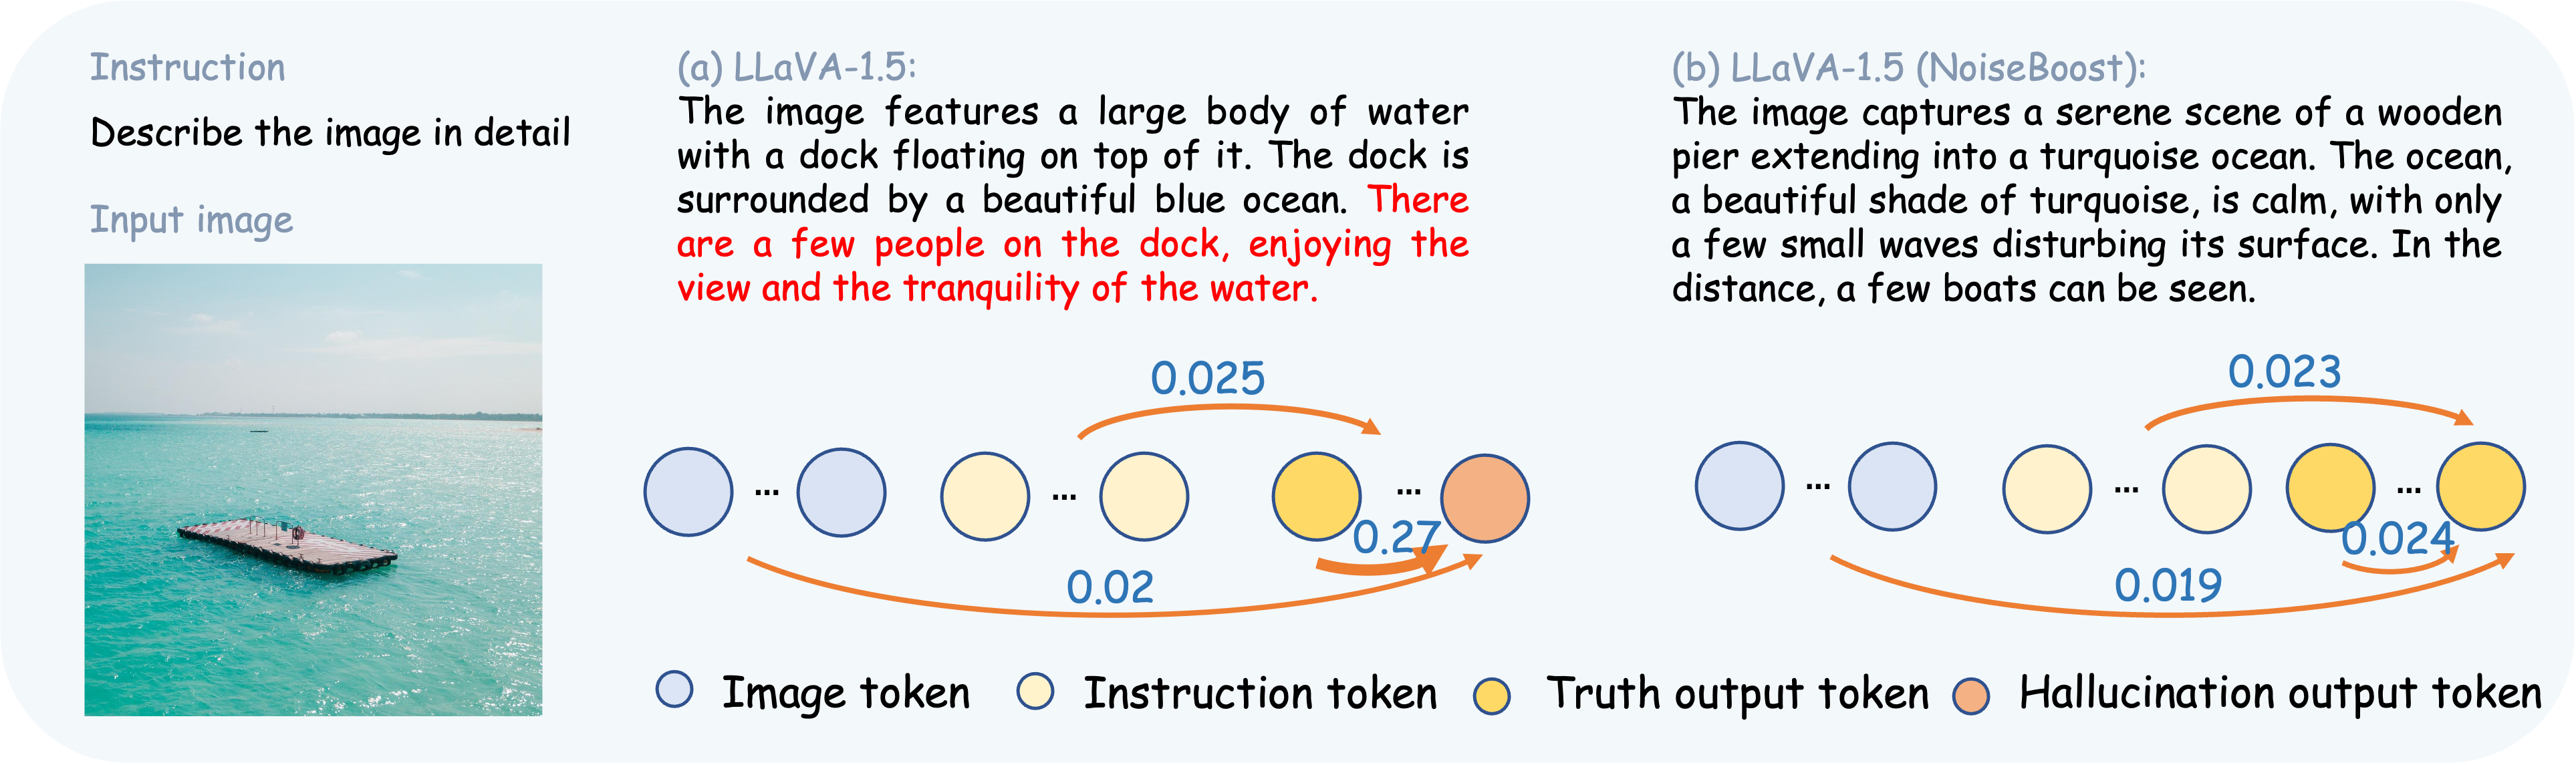 Instruction
Describe the image in detail
Input image
(a) LLaVA-1.5:
The image features a large body of water
with a dock floating on top of it. The dock is
surrounded by a beautiful blue ocean. There
are a few people on the dock, enjoying the
view and the tranquility of the water.
0.025
...
...
...
0.27
0.02
(b) LLaVA-1.5 (NoiseBoost):
The image captures a serene scene of a wooden
pier extending into a turquoise ocean. The ocean,
a beautiful shade of turquoise, is calm, with only
a few small waves disturbing its surface. In the
distance, a few boats can be seen.
0.023
...
...
...
0.024
0.019
Image token
Instruction token
Truth output token
Hallucination output token